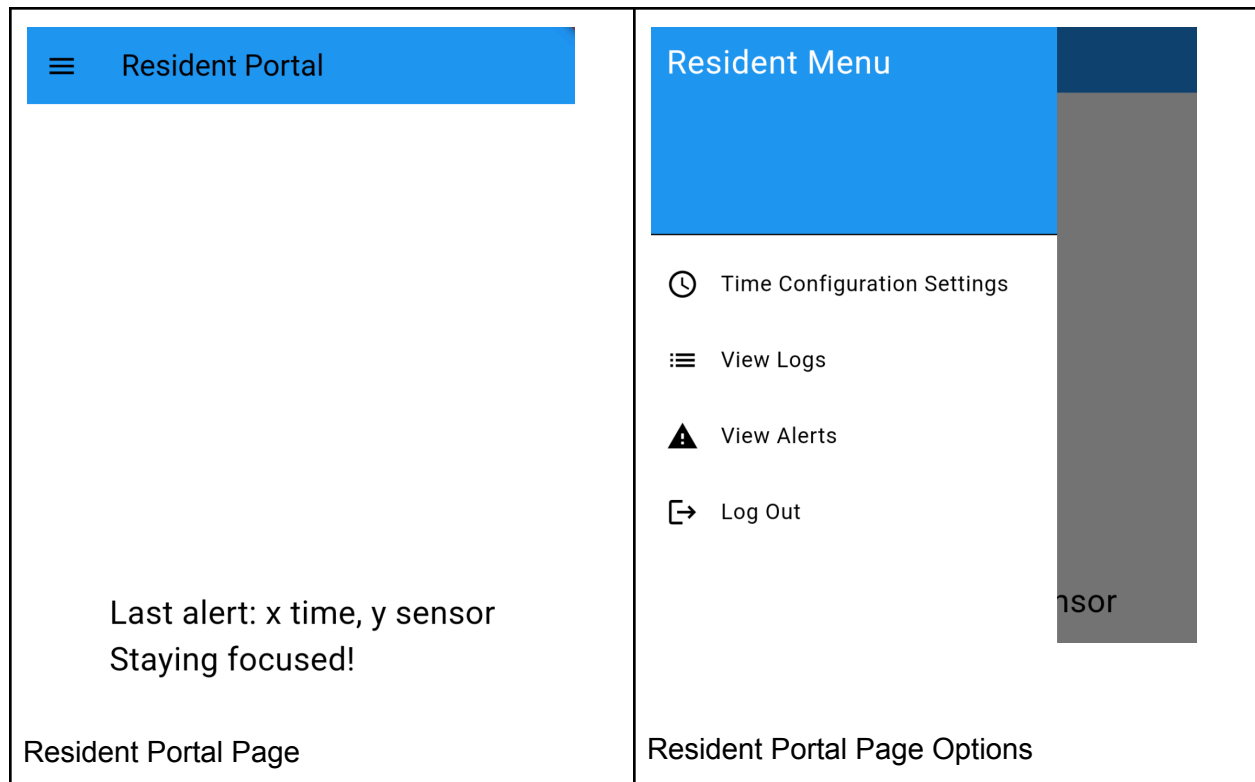 Resident Portal
Last alert: x time, y sensor
Staying focused!
Resident Portal Page
Resident Menu
Time Configuration Settings
View Logs
View Alerts
Log Out
nsor
Resident Portal Page Options